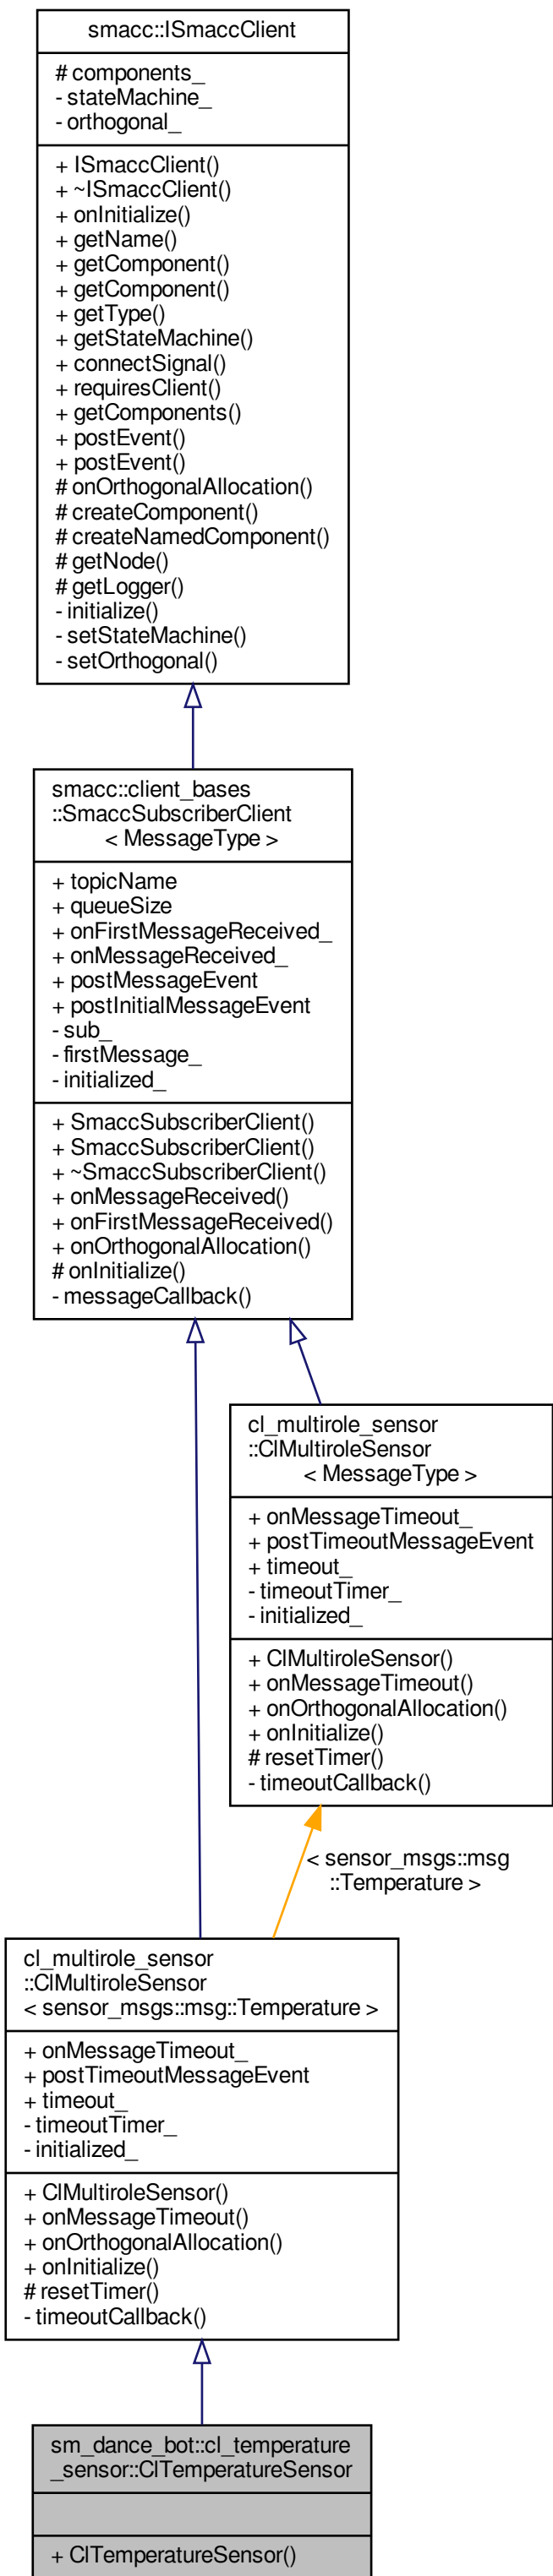 smacc::ISmaccClient
# components_
- stateMachine_
- orthogonal_
+ ISmaccClient()
+ ~ISmaccClient()
+ onInitialize()
+ getName()
+ getComponent()
+ getComponent()
+ getType()
+ getStateMachine()
+ connectSignal()
+ requiresClient()
+ getComponents()
+ postEvent()
+ postEvent()
# onOrthogonalAllocation()
# createComponent()
# createNamedComponent()
# getNode()
# getLogger()
- initialize()
- setStateMachine()
- setOrthogonal()
smacc::client_bases
::SmaccSubscriberClient
< MessageType >
+ topicName
+ queueSize
+ onFirstMessageReceived_
+ onMessageReceived_
+ postMessageEvent
+ postInitialMessageEvent
- sub_
- firstMessage_
- initialized_
+ SmaccSubscriberClient()
+ SmaccSubscriberClient()
+ ~SmaccSubscriberClient()
+ onMessageReceived()
+ onFirstMessageReceived()
+ onOrthogonalAllocation()
# onInitialize()
- messageCallback()
cl_multirole_sensor
::ClMultiroleSensor
< MessageType >
+ onMessageTimeout_
+ postTimeoutMessageEvent
+ timeout_
- timeoutTimer_
- initialized_
+ ClMultiroleSensor()
+ onMessageTimeout()
+ onOrthogonalAllocation()
+ onInitialize()
# resetTimer()
- timeoutCallback()
< sensor_msgs::msg
::Temperature >
cl_multirole_sensor
::ClMultiroleSensor
< sensor_msgs::msg::Temperature >
+ onMessageTimeout_
+ postTimeoutMessageEvent
+ timeout_
- timeoutTimer_
- initialized_
+ ClMultiroleSensor()
+ onMessageTimeout()
+ onOrthogonalAllocation()
+ onInitialize()
# resetTimer()
- timeoutCallback()
sm_dance_bot::cl_temperature
_sensor::ClTemperatureSensor
+ ClTemperatureSensor()